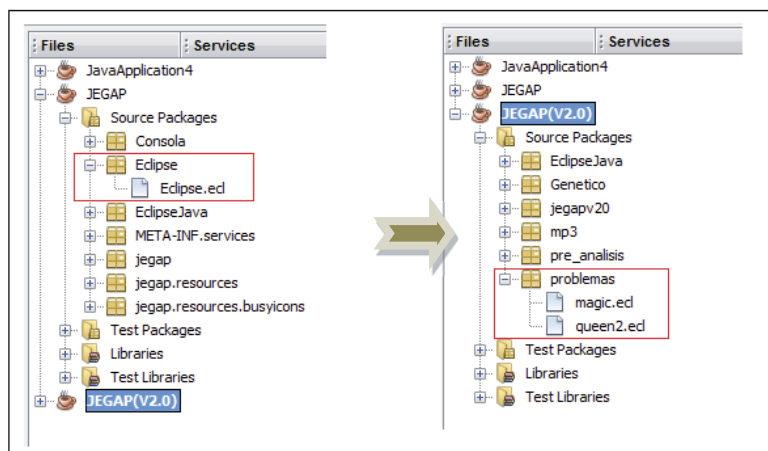 Files
Services
JavaApplication4
JEGAP
Source Packages
Consola
Eclipse
Eclipse.ecl
EclipseJava
META-INF.services
jegap
jegap.resources
jegap.resources.busyicons
Test Packages
Libraries
Test Libraries
JEGAP(V2.0)
Files
Services
JavaApplication4
JEGAP
JEGAP(V2.0)
Source Packages
EclipseJava
Genetico
jegapv20
mp3
pre_analisis
problemas
magic.ecl
queen2.ecl
Test Packages
Libraries
Test Libraries